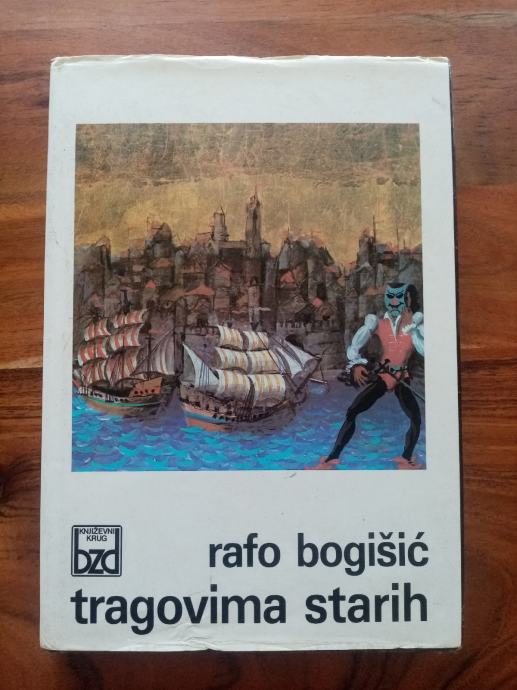 KNJIŽEVNI
KRUG
bzd
rafo bogišić
tragovima starih